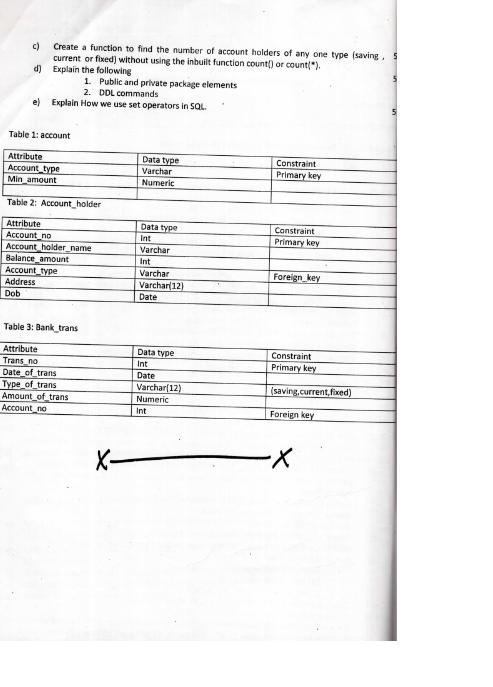 c) Create a function to find the number of account holders of any one type (saving , 5
current or fixed) without using the inbuilt function count() or count(*).
d) Explain the following 5
1. Public and private package elements
2. DDL commands
e) Explain How we use set operators in SQL. 5
Table 1: account
Attribute Data type Constraint
Account_type Varchar Primary key
Min_amount Numeric
Table 2: Account_holder
Attribute Data type Constraint
Account_no Int Primary key
Account_holder_name Varchar
Balance_amount Int
Account_type Varchar Foreign_key
Address Varchar(12)
Dob Date
Table 3: Bank_trans
Attribute Data type Constraint
Trans_no Int Primary key
Date_of_trans Date
Type_of_trans Varchar(12) (saving,current,fixed)
Amount_of_trans Numeric
Account_no Int Foreign key
X X